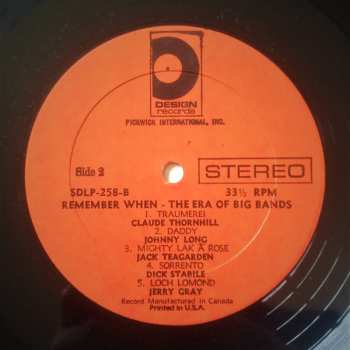 D
DESIGN
records
PICKWICK INTERNATIONAL, INC.
Side 2
STEREO
SDLP-258-B 33⅓ RPM
REMEMBER WHEN - THE ERA OF BIG BANDS
1. TRAUMEREI
CLAUDE THORNHILL
2. DADDY
JOHNNY LONG
3. MIGHTY LAK A ROSE
JACK TEAGARDEN
4. SORRENTO
DICK STABILE
5. LOCH LOMOND
JERRY GRAY
Record Manufactured in Canada
Printed in U.S.A.